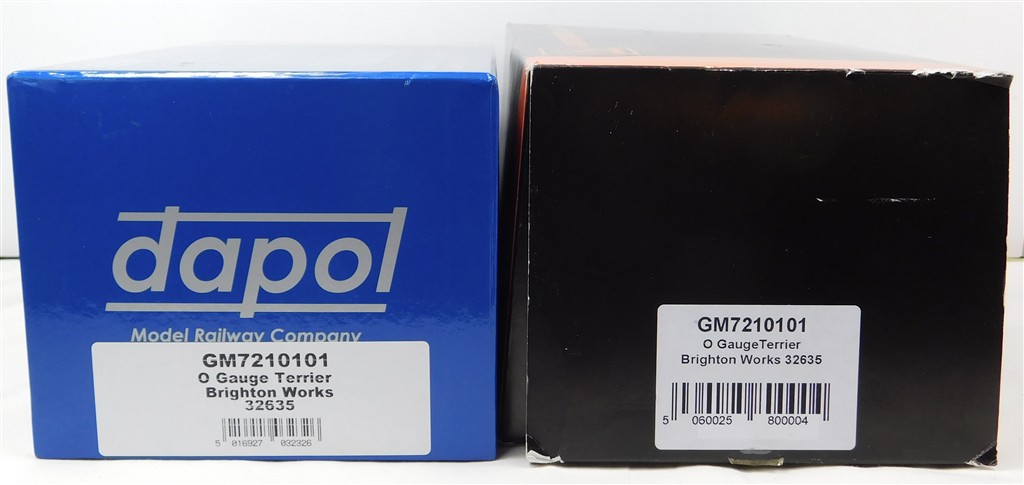 dapol
Model Railway Company
GM7210101
O Gauge Terrier
Brighton Works
32635
5 016927 032326
GM7210101
O GaugeTerrier
Brighton Works 32635
5 060025 800004